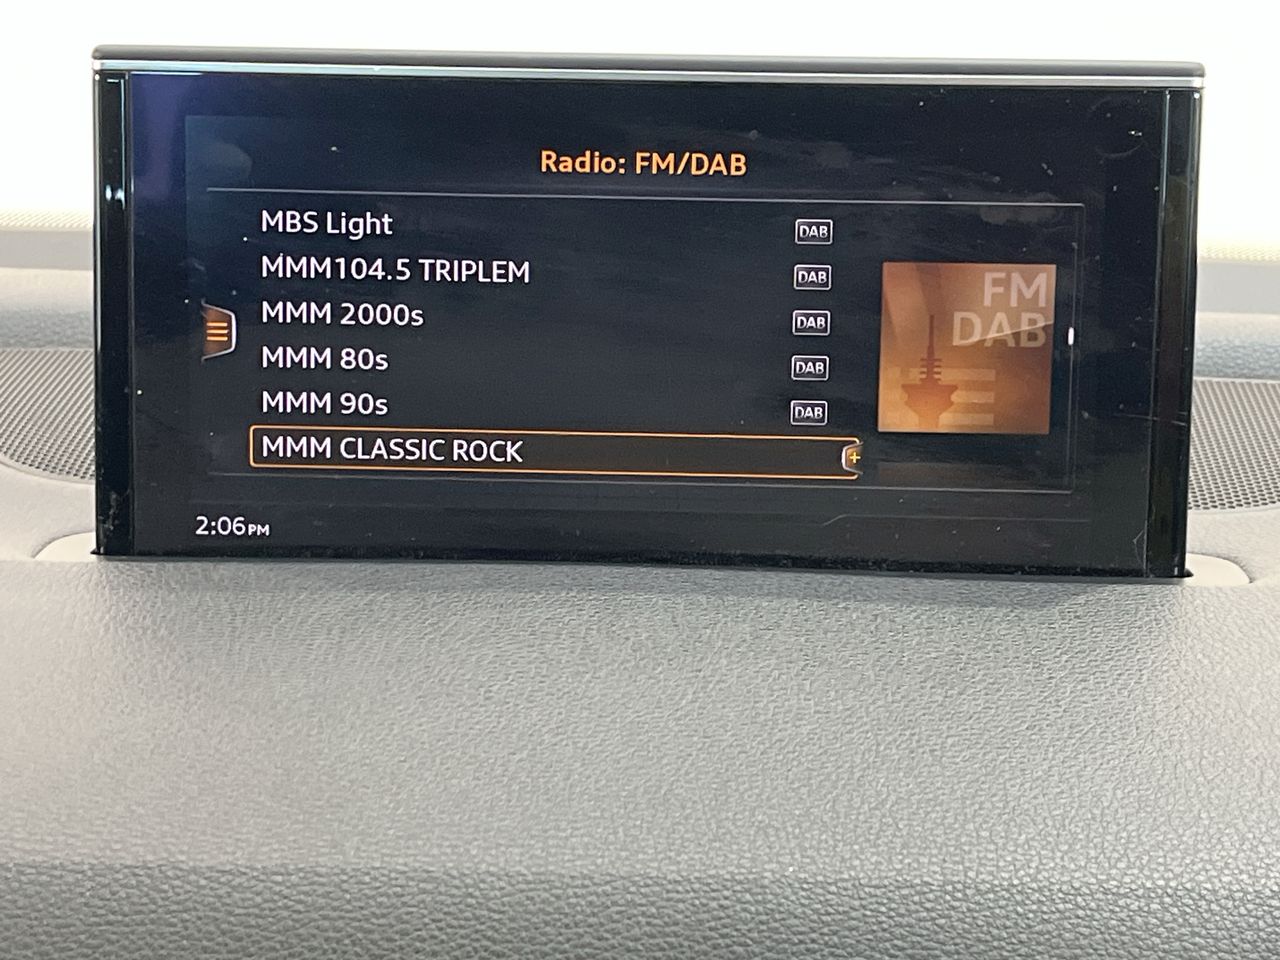 Radio: FM/DAB
MBS Light DAB
MMM104.5 TRIPLEM DAB
MMM 2000s DAB
MMM 80s DAB
MMM 90s DAB
MMM CLASSIC ROCK +
FM
DAB
2:06PM